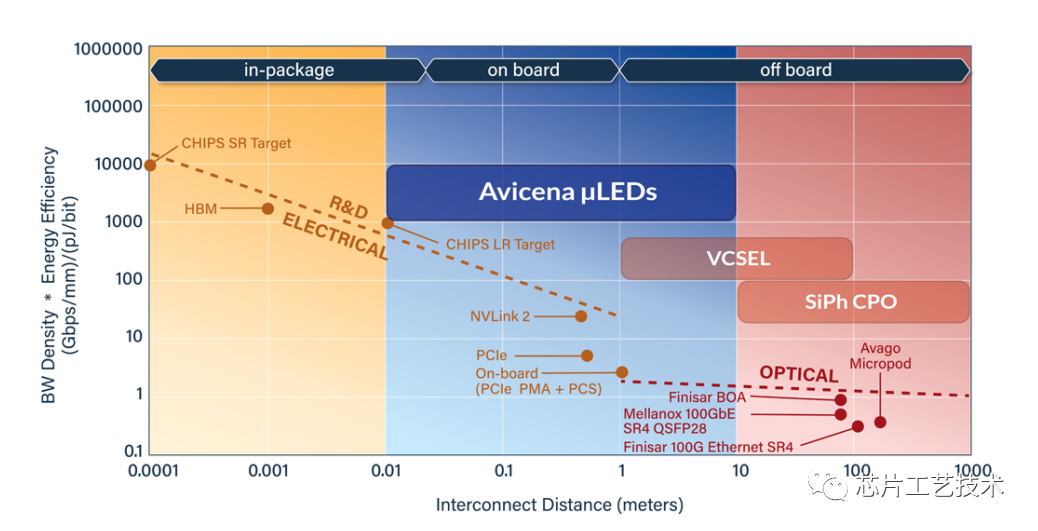 1000000
100000
10000
1000
100
10
1
0.1
BW Density * Energy Efficiency
(Gbps/mm)/(pJ/bit)
in-package
on board
off board
CHIPS SR Target
HBM
R&D
ELECTRICAL
CHIPS LR Target
Avicena µLEDs
VCSEL
SiPh CPO
NVLink 2
PCIe
On-board
(PCIe PMA + PCS)
OPTICAL
Avago
Micropod
Finisar BOA
Mellanox 100GbE
SR4 QSFP28
Finisar 100G Ethernet SR4
0.0001
0.001
0.01
0.1
1
10
100
1000
Interconnect Distance (meters)
芯片工艺技术